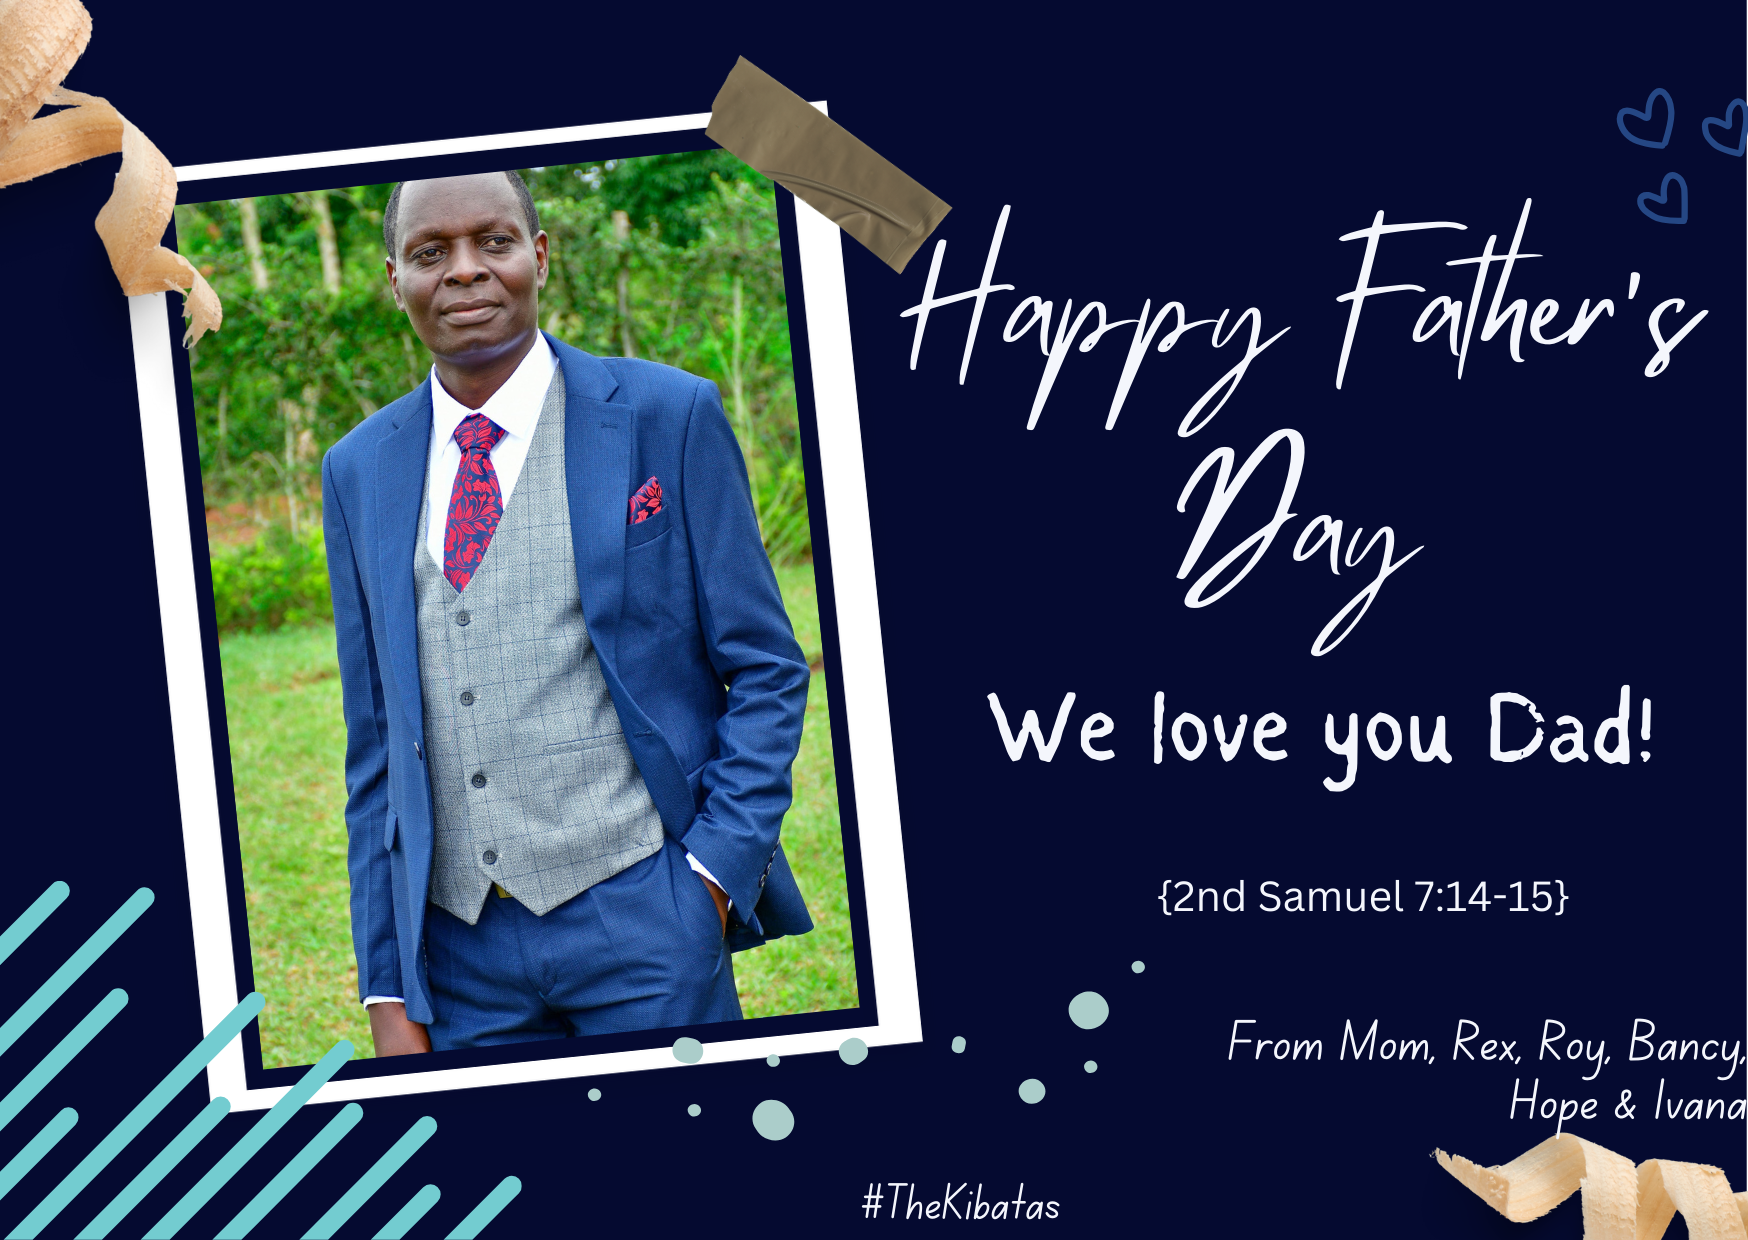 Happy Father's
Day
We love you Dad!
{2nd Samuel 7:14-15}
From Mom, Rex, Roy, Bancy,
Hope & Ivana
#TheKibatas